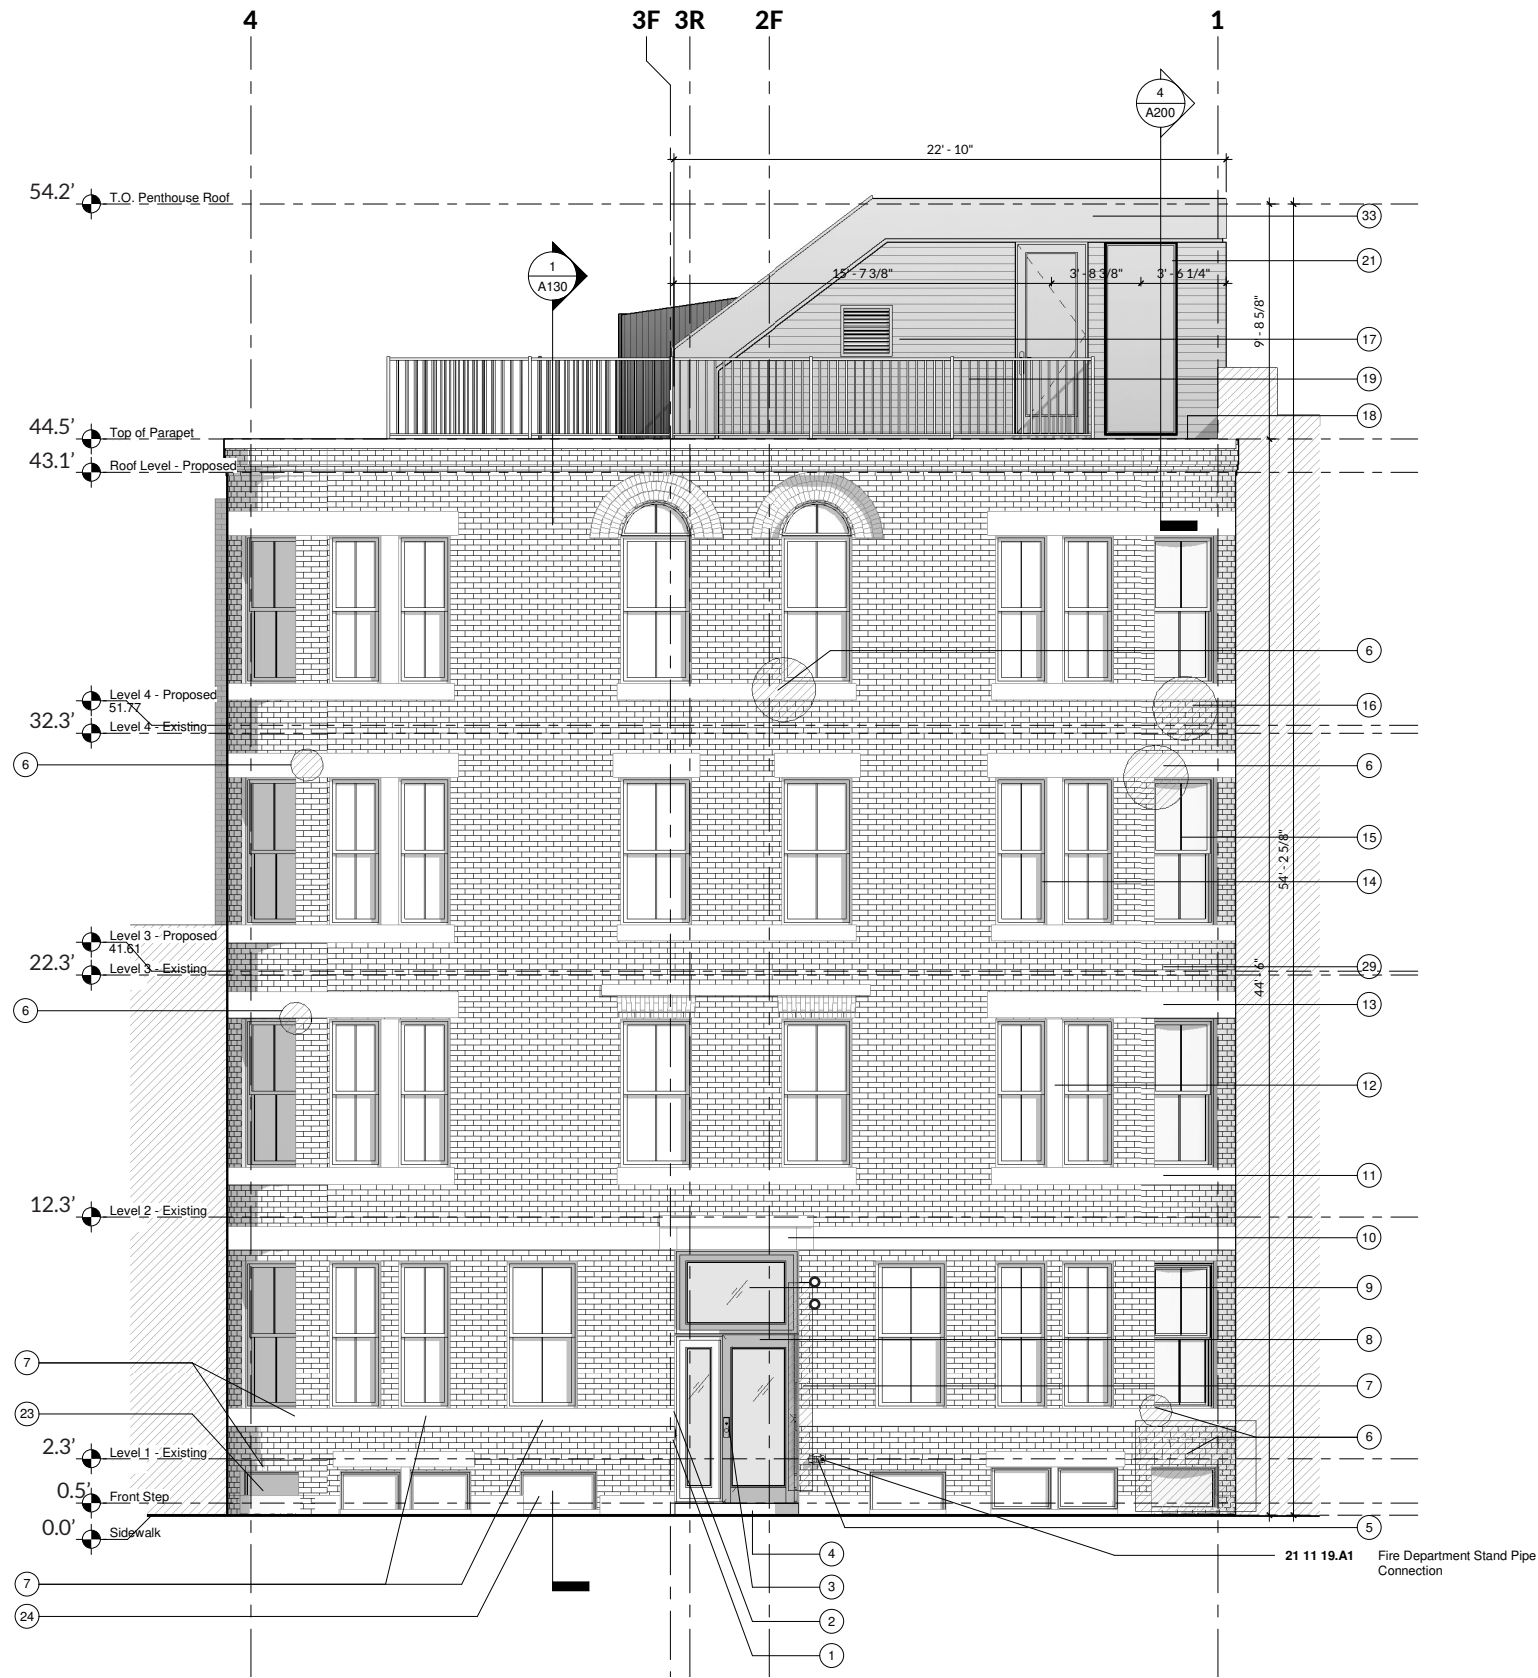 4
3F 3R 2F 1
4
A200
22' - 10"
54.2'
T.O. Penthouse Roof
33
21
1
A130
15' - 7 3/8" 3' - 8 3/8" 3' - 6 1/4"
9' - 8 5/8"
17
19
18
44.5'
Top of Parapet
43.1'
Roof Level - Proposed
6
Level 4 - Proposed
51.77
16
32.3'
Level 4 - Existing
6
6
15
54' - 2 5/8"
14
Level 3 - Proposed
41.61
22.3'
Level 3 - Existing
29
44' - 6"
13
6
12
11
12.3'
Level 2 - Existing
10
9
8
7
7
23
6
2.3'
Level 1 - Existing
0.5'
Front Step
0.0'
Sidewalk
5
4
21 11 19.A1 Fire Department Stand Pipe
Connection
7
3
24
2
1